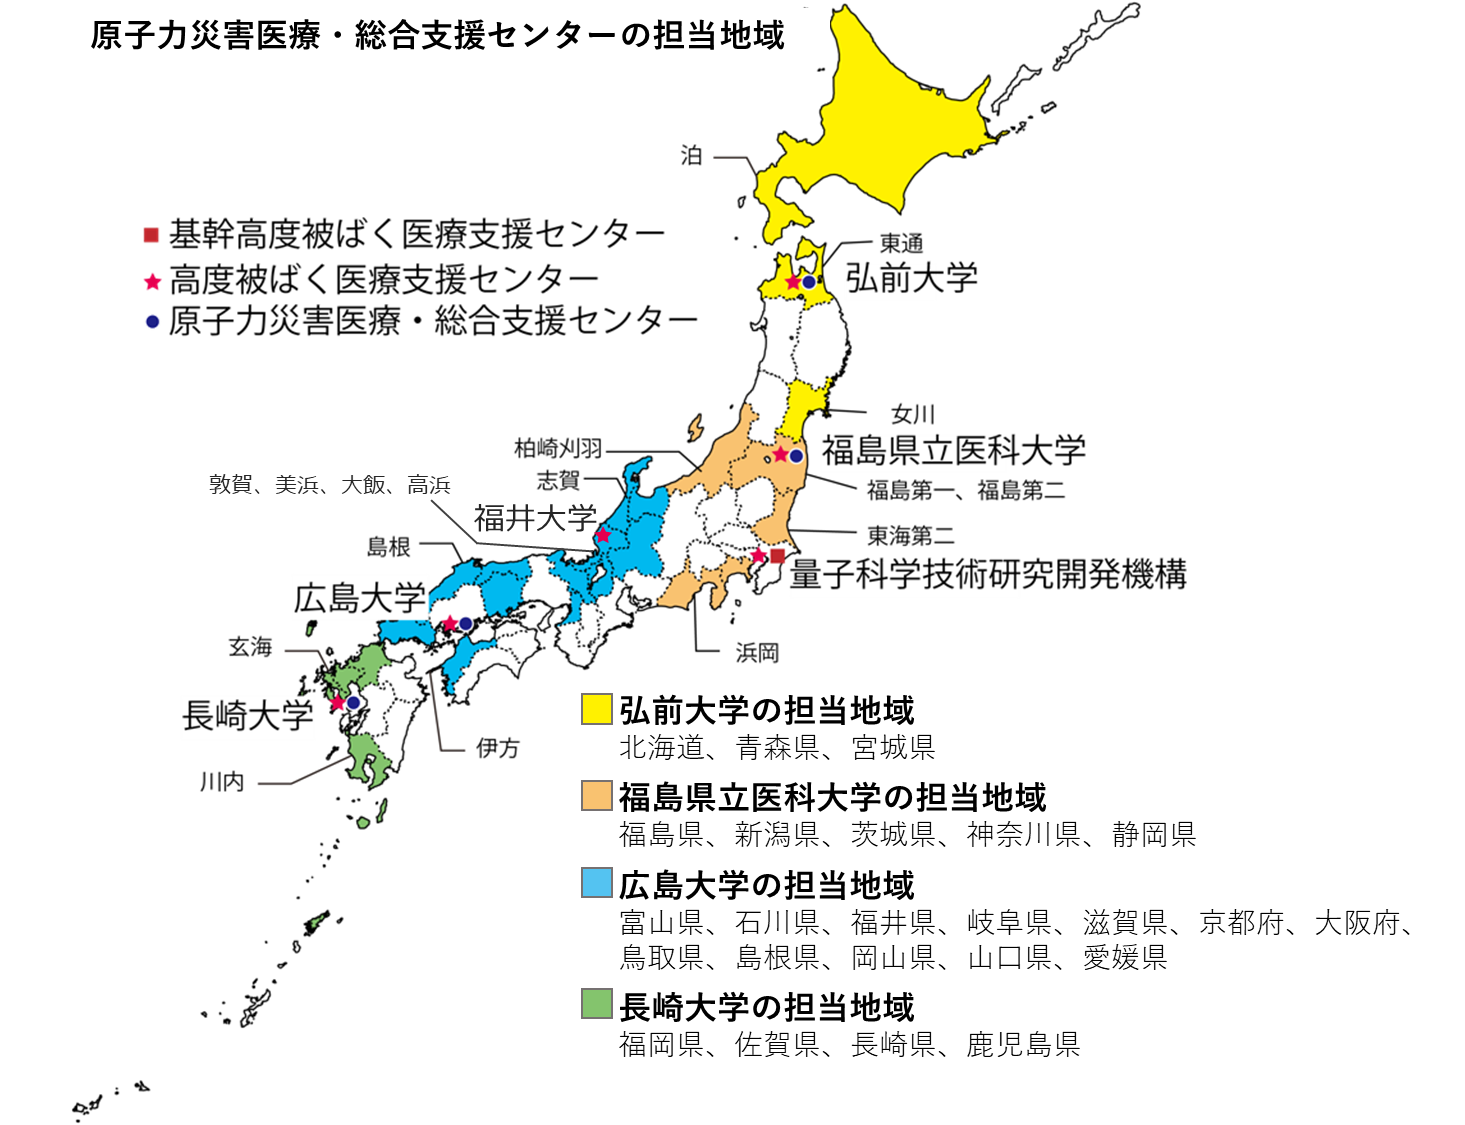 原子力災害医療・総合支援センターの担当地域
泊
基幹高度被ばく医療支援センター
高度被ばく医療支援センター
原子力災害医療・総合支援センター
東通
弘前大学
女川
柏崎刈羽
福島県立医科大学
志賀
敦賀、美浜、大飯、高浜
福島第一、福島第二
福井大学
東海第二
島根
量子科学技術研究開発機構
広島大学
玄海
浜岡
長崎大学
伊方
川内
弘前大学の担当地域
北海道、青森県、宮城県
福島県立医科大学の担当地域
福島県、新潟県、茨城県、神奈川県、静岡県
広島大学の担当地域
富山県、石川県、福井県、岐阜県、滋賀県、京都府、大阪府、
鳥取県、島根県、岡山県、山口県、愛媛県
長崎大学の担当地域
福岡県、佐賀県、長崎県、鹿児島県